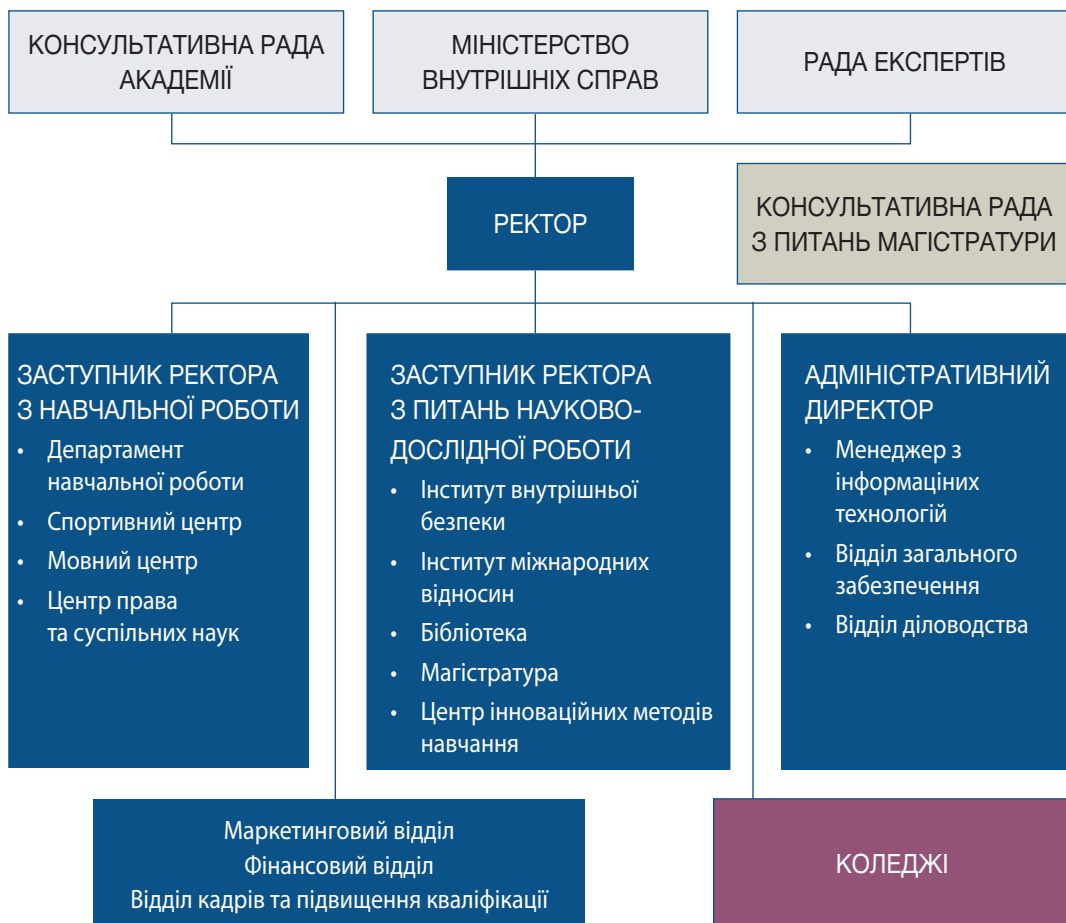 КОНСУЛЬТАТИВНА РАДА
АКАДЕМІЇ
МІНІСТЕРСТВО
ВНУТРІШНІХ СПРАВ
РАДА ЕКСПЕРТІВ
РЕКТОР
КОНСУЛЬТАТИВНА РАДА
З ПИТАНЬ МАГІСТРАТУРИ
ЗАСТУПНИК РЕКТОРА
З НАВЧАЛЬНОЇ РОБОТИ
• Департамент
навчальної роботи
• Спортивний центр
• Мовний центр
• Центр права
та суспільних наук
ЗАСТУПНИК РЕКТОРА
З ПИТАНЬ НАУКОВО-
ДОСЛІДНОЇ РОБОТИ
• Інститут внутрішньої
безпеки
• Інститут міжнародних
відносин
• Бібліотека
• Магістратура
• Центр інноваційних методів
навчання
АДМІНІСТРАТИВНИЙ
ДИРЕКТОР
• Менеджер з
інформаціних
технологій
• Відділ загального
забезпечення
• Відділ діловодства
Маркетинговий відділ
Фінансовий відділ
Відділ кадрів та підвищення кваліфікації
КОЛЕДЖІ